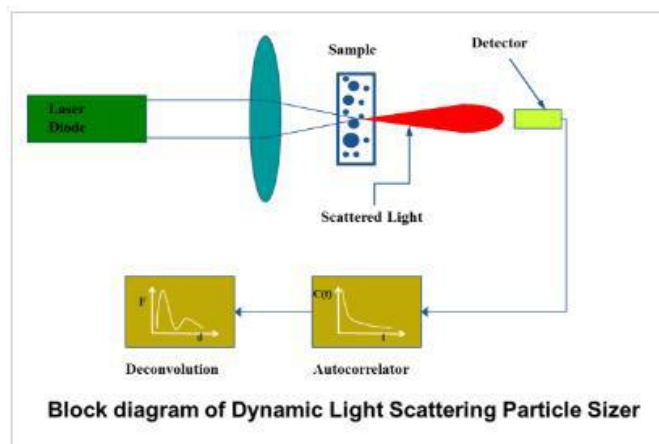 Sample
Detector
Laser
Diode
Scattered Light
F
d
C(t)
t
Deconvolution
Autocorrelator
Block diagram of Dynamic Light Scattering Particle Sizer